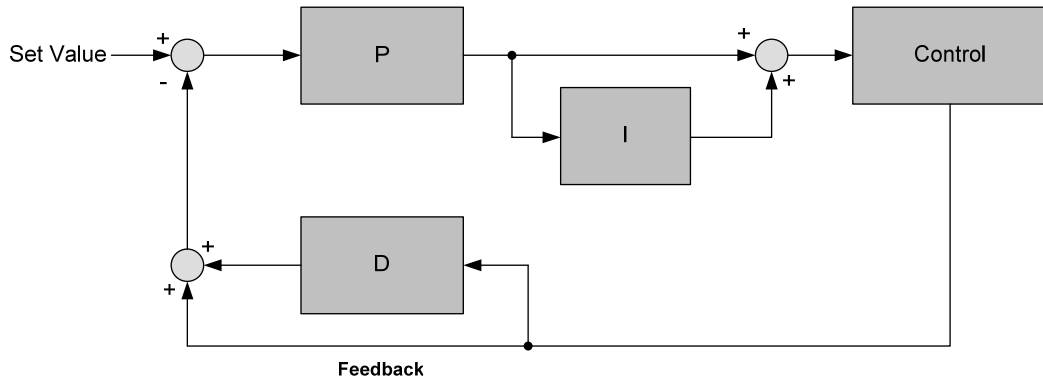 Set Value
+
-
P
+
+
I
Control
+
+
D
Feedback